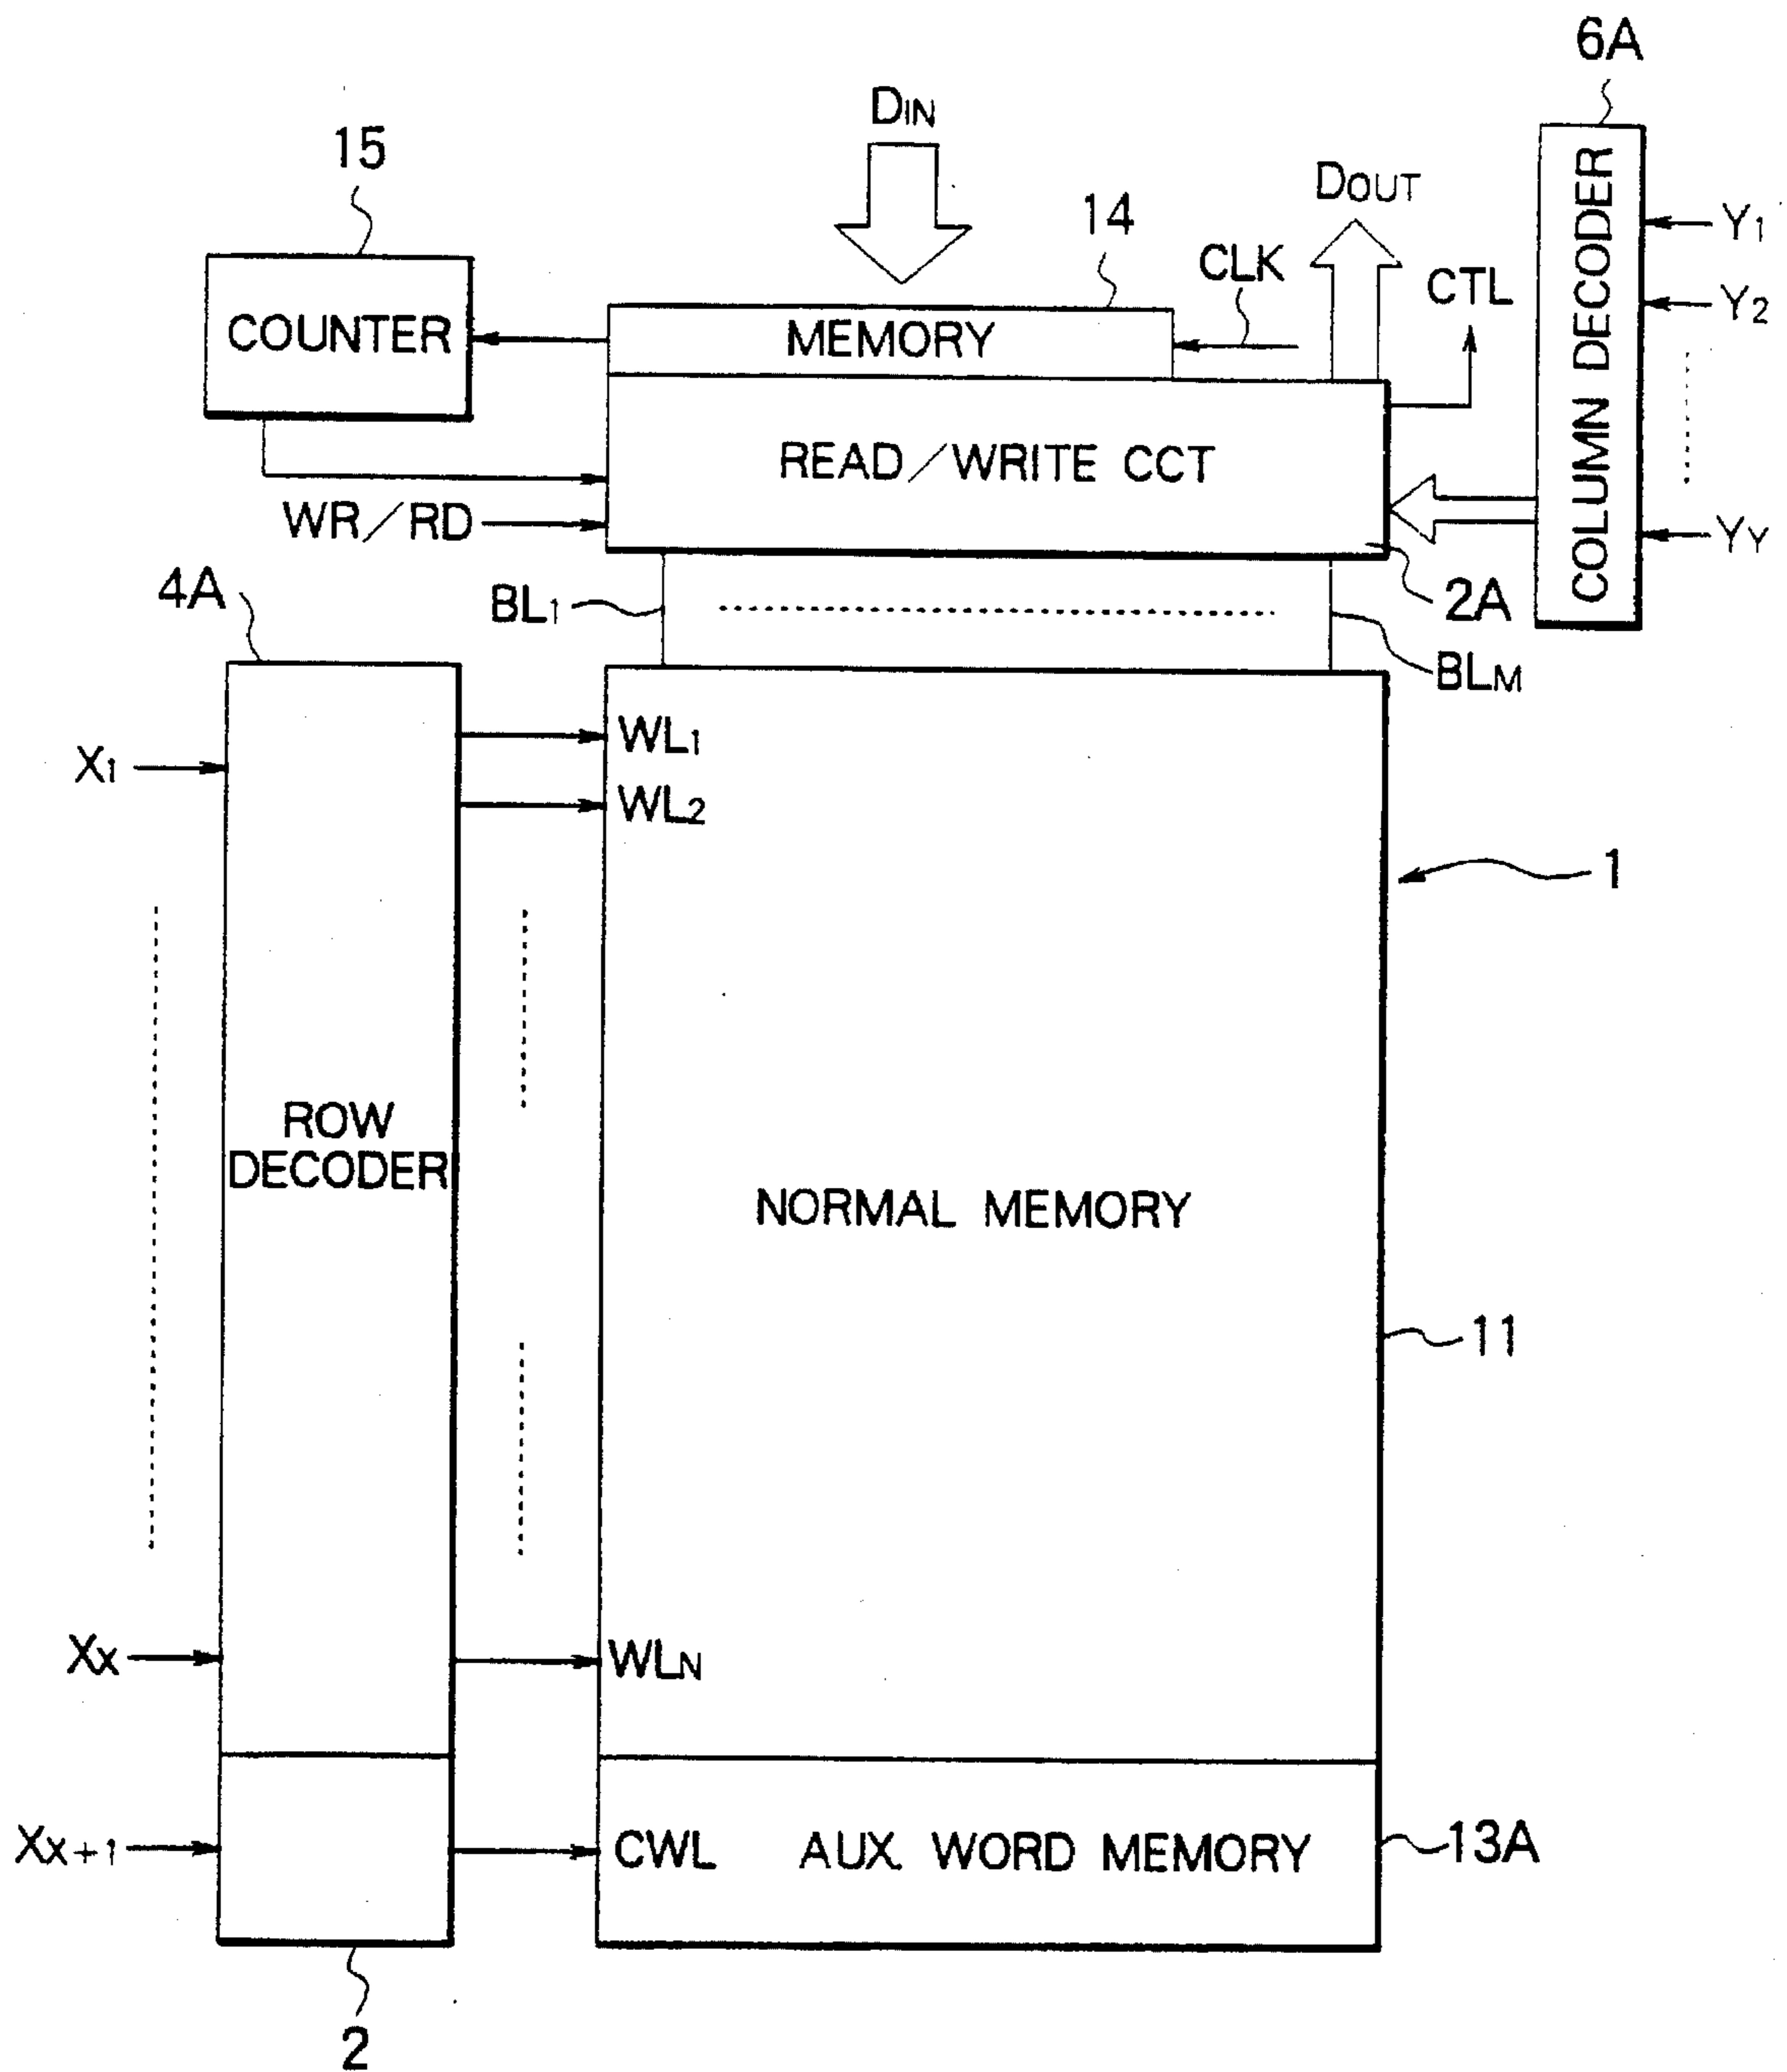 6A
DIN
15
DOUT
14
COLUMN DECODER
Y1
CLK
CTL
COUNTER
MEMORY
Y2
READ/WRITE CCT
WR/RD
YY
4A
BL1
2A
BLM
WL1
X1
WL2
1
ROW
DECODER
NORMAL MEMORY
11
XX
WLN
XX+1
CWL
AUX. WORD MEMORY
13A
2